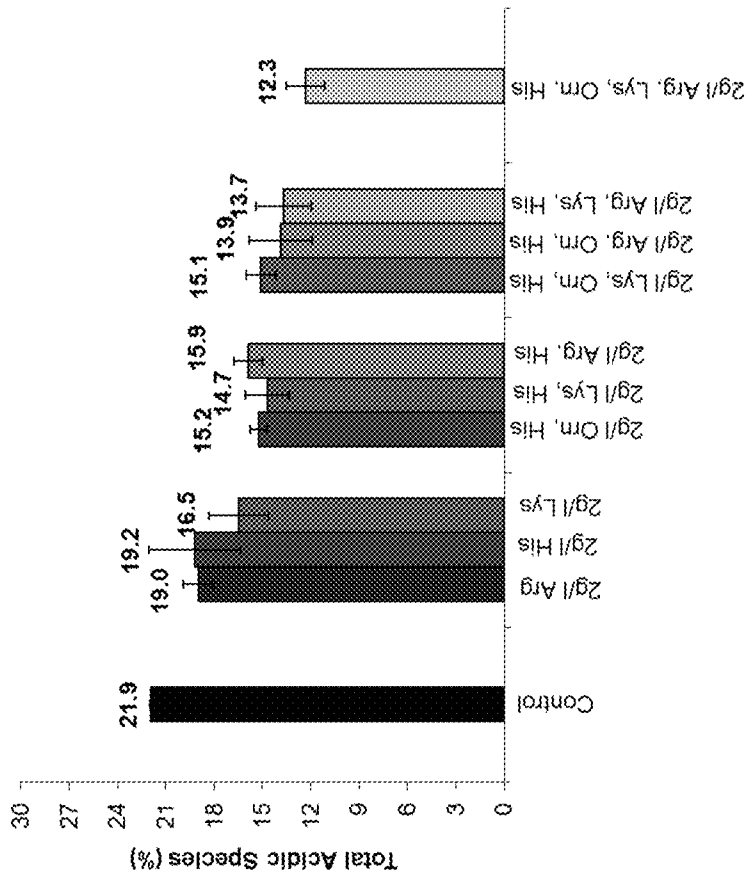 Total Acidic Species (%)
30
27
24
21
18
15
12
9
6
3
0
21.9
19.0
19.2
16.5
15.2
14.7
15.9
15.1
13.9
13.7
12.3
Control
2g/l Arg
2g/l His
2g/l Lys
2g/l Orn, His
2g/l Lys, His
2g/l Arg. His
2g/l Lys, Orn, His
2g/l Arg. Orn, His
2g/l Arg, Lys, His
2g/l Arg. Lys, Orn. His